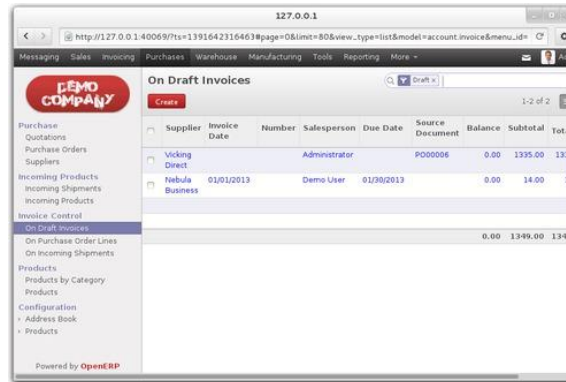 127.0.0.1
http://127.0.0.1:40069/?ts=1391642316463#page=0&limit=80&view_type=list&model=account.invoice&menu_id=
Messaging Sales Invoicing Purchases Warehouse Manufacturing Tools Reporting More
DEMO
COMPANY
On Draft Invoices
Draft x
Create
1-2 of 2
Purchase
Quotations
Purchase Orders
Suppliers
Incoming Products
Incoming Shipments
Incoming Products
Invoice Control
On Draft Invoices
On Purchase Order Lines
On Incoming Shipments
Products
Products by Category
Products
Configuration
Address Book
Products
Powered by OpenERP
Supplier Invoice Date Number Salesperson Due Date Source Document Balance Subtotal
Vicking Direct Administrator PO00006 0.00 1335.00
Nebula Business 01/01/2013 Demo User 01/30/2013 0.00 14.00
0.00 1349.00